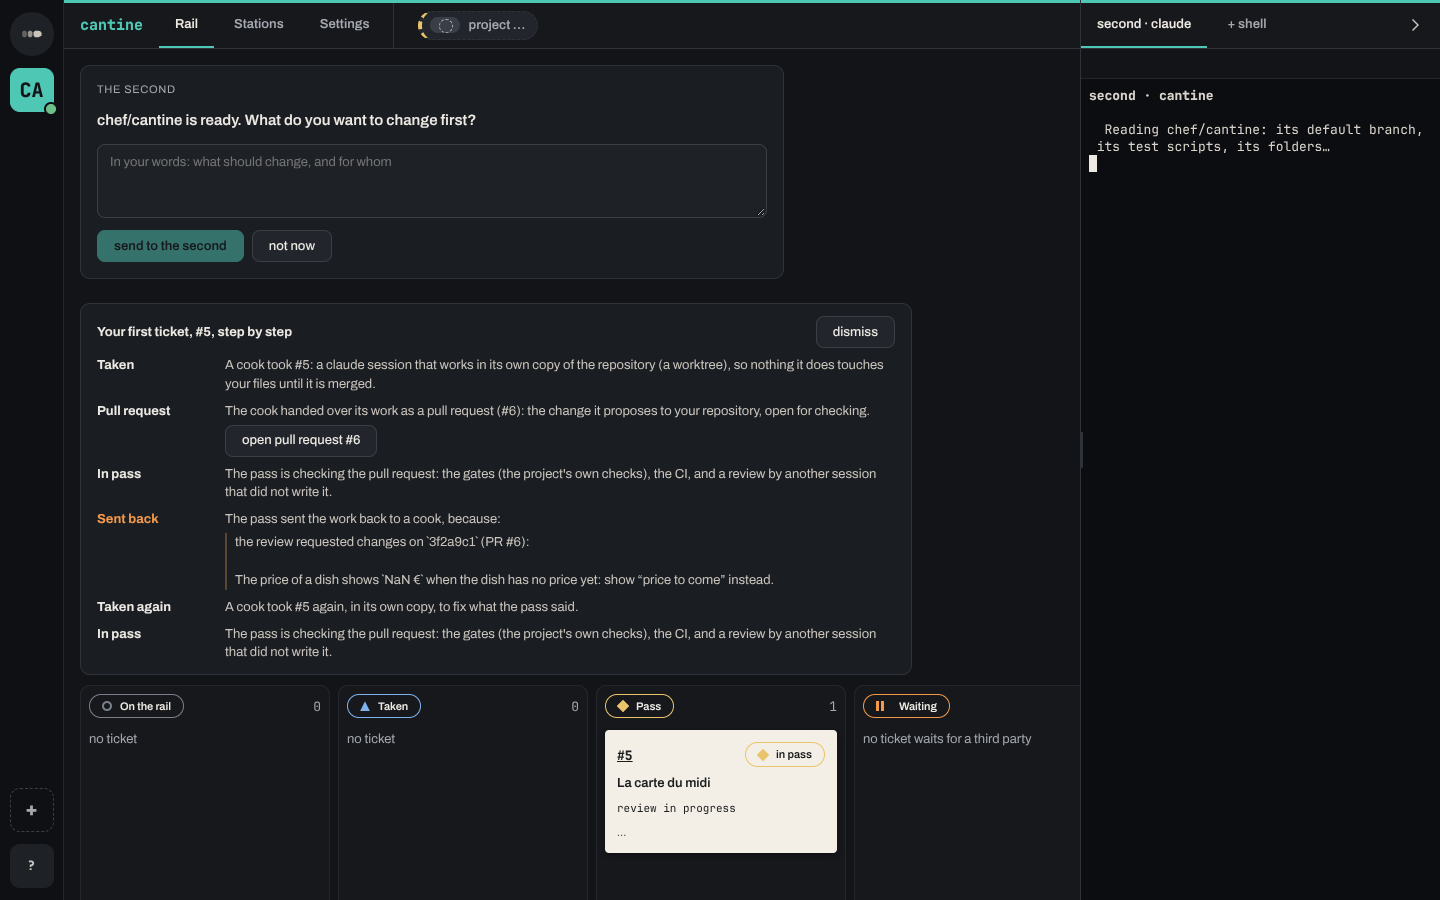 cantine
Rail
Stations
Settings
project ...
second · claude
+ shell
CA
THE SECOND
chef/cantine is ready. What do you want to change first?
In your words: what should change, and for whom
send to the second
not now
second · cantine
Reading chef/cantine: its default branch,
its test scripts, its folders…
Your first ticket, #5, step by step
dismiss
Taken
A cook took #5: a claude session that works in its own copy of the repository (a worktree), so nothing it does touches
your files until it is merged.
Pull request
The cook handed over its work as a pull request (#6): the change it proposes to your repository, open for checking.
open pull request #6
In pass
The pass is checking the pull request: the gates (the project's own checks), the CI, and a review by another session
that did not write it.
Sent back
The pass sent the work back to a cook, because:
the review requested changes on `3f2a9c1` (PR #6):
The price of a dish shows `NaN €` when the dish has no price yet: show “price to come” instead.
Taken again
A cook took #5 again, in its own copy, to fix what the pass said.
In pass
The pass is checking the pull request: the gates (the project's own checks), the CI, and a review by another session
that did not write it.
On the rail
0
Taken
0
Pass
1
Waiting
no ticket
no ticket
#5
in pass
La carte du midi
review in progress
...
no ticket waits for a third party
+
?